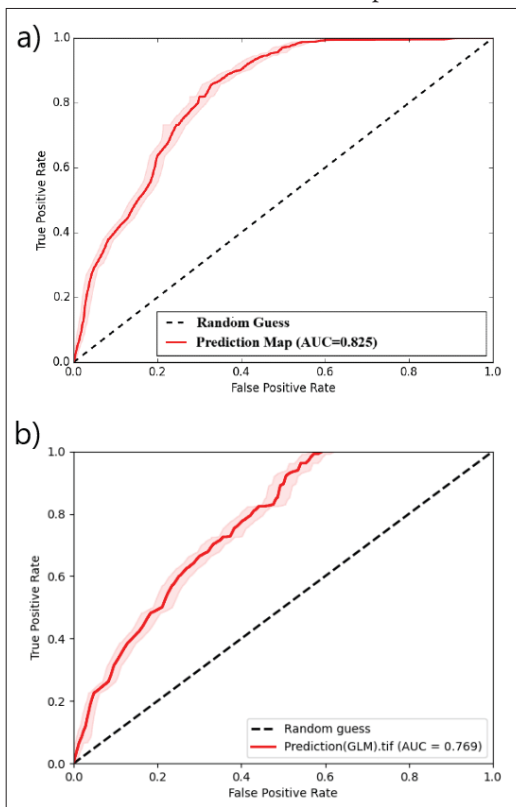 a)
1.0
0.8
0.6
0.4
0.2
0.0
True Positive Rate
Random Guess
Prediction Map (AUC=0.825)
0.0 0.2 0.4 0.6 0.8 1.0
False Positive Rate
b)
1.0
0.8
0.6
0.4
0.2
0.0
True Positive Rate
Random guess
Prediction(GLM).tif (AUC = 0.769)
0.0 0.2 0.4 0.6 0.8 1.0
False Positive Rate